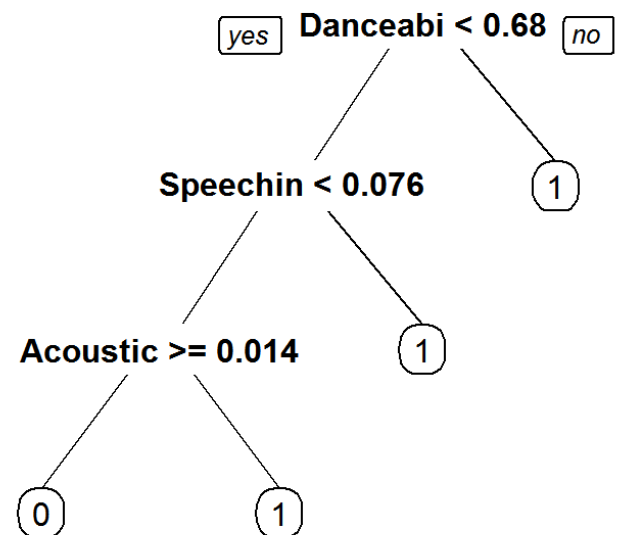 yes Danceabi < 0.68 no
Speechin < 0.076 1
Acoustic >= 0.014 1
0 1